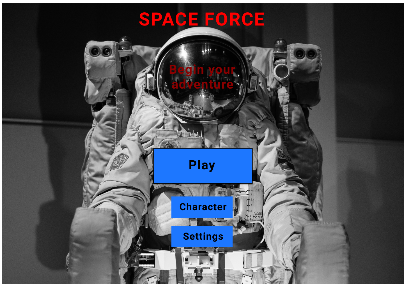 SPACE FORCE
Begin your
adventure
Play
Character
Settings